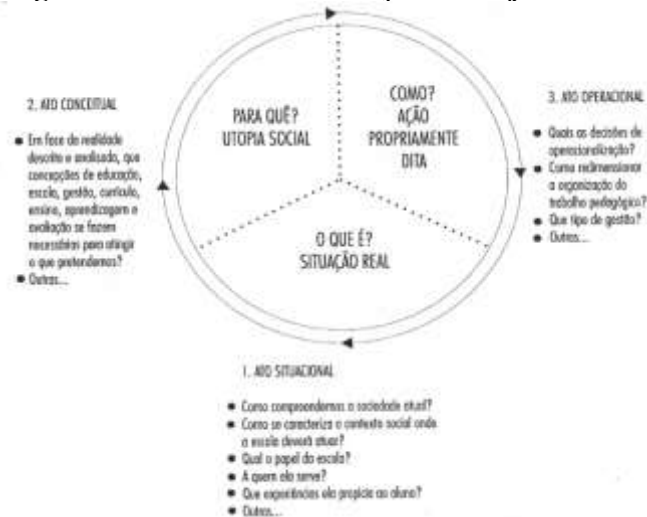 2. ATO CONCEITUAL
● Em face da realidade
descrita e analisada, que
concepções de educação,
escola, gestão, currículo,
ensino, aprendizagem e
avaliação se fazem
necessárias para atingir
o que pretendemos?
● Outras...
PARA QUÊ?
UTOPIA SOCIAL
COMO?
AÇÃO
PROPRIAMENTE
DITA
O QUE É?
SITUAÇÃO REAL
3. ATO OPERACIONAL
● Quais as decisões de
operacionalização?
● Como redimensionar
a organização do
trabalho pedagógico?
● Que tipo de gestão?
● Outras...
1. ATO SITUACIONAL
● Como compreendemos a sociedade atual?
● Como se caracteriza o contexto social onde
a escola deverá atuar?
● Qual o papel da escola?
● A quem ela serve?
● Que experiências ela propicia ao aluno?
● Outras...